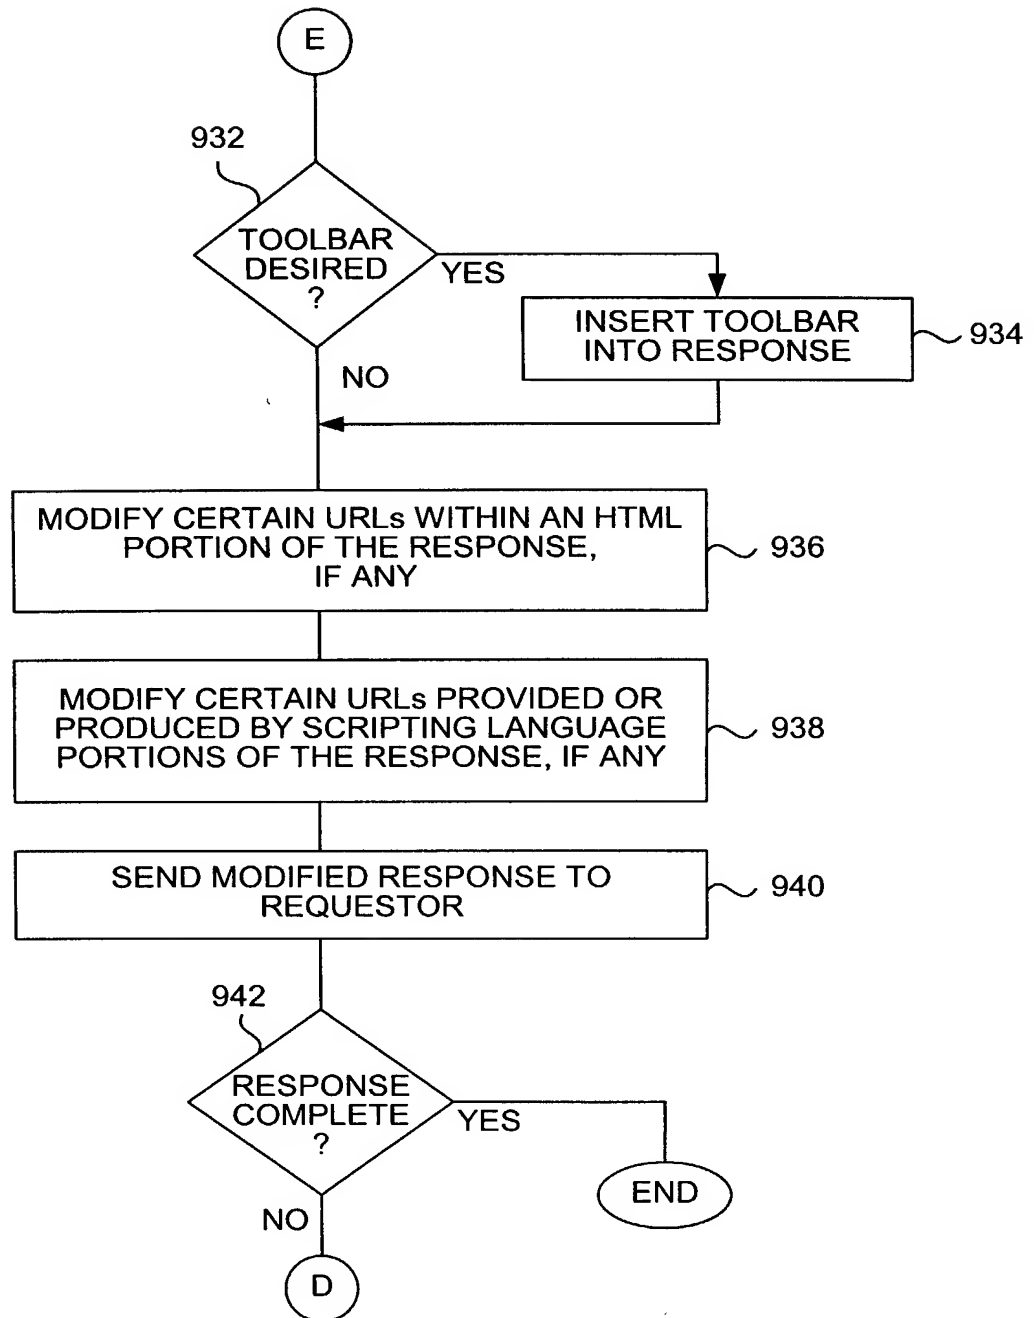 E
932
TOOLBAR
DESIRED
?
YES
INSERT TOOLBAR
INTO RESPONSE
934
NO
MODIFY CERTAIN URLs WITHIN AN HTML
PORTION OF THE RESPONSE,
IF ANY
936
MODIFY CERTAIN URLs PROVIDED OR
PRODUCED BY SCRIPTING LANGUAGE
PORTIONS OF THE RESPONSE, IF ANY
938
SEND MODIFIED RESPONSE TO
REQUESTOR
940
942
RESPONSE
COMPLETE
?
YES
END
NO
D